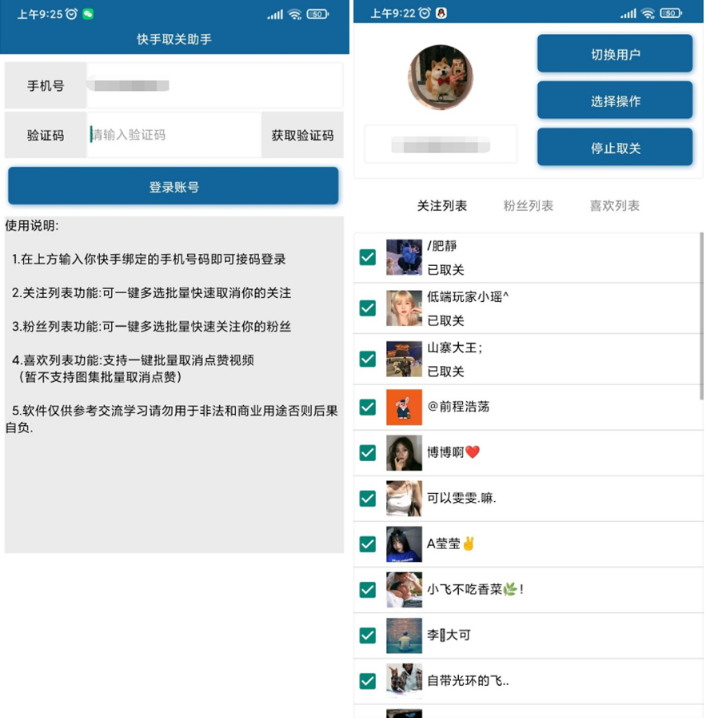 上午9:25
50
快手取关助手
手机号
验证码
请输入验证码
获取验证码
登录账号
使用说明:
1.在上方输入你快手绑定的手机号码即可接码登录
2.关注列表功能:可一键多选批量快速取消你的关注
3.粉丝列表功能:可一键多选批量快速关注你的粉丝
4.喜欢列表功能:支持一键批量取消点赞视频
（暂不支持图集批量取消点赞）
5.软件仅供参考交流学习请勿用于非法和商业用途否则后果
自负.
上午9:22
50
切换用户
选择操作
停止取关
关注列表
粉丝列表
喜欢列表
/肥靜
已取关
低端玩家小瑶^
已取关
山寨大王;
已取关
@前程浩荡
博博啊❤️
可以雯雯.嘛.
A莹莹✌️
小飞不吃香菜🌿!
李大可
自带光环的飞..